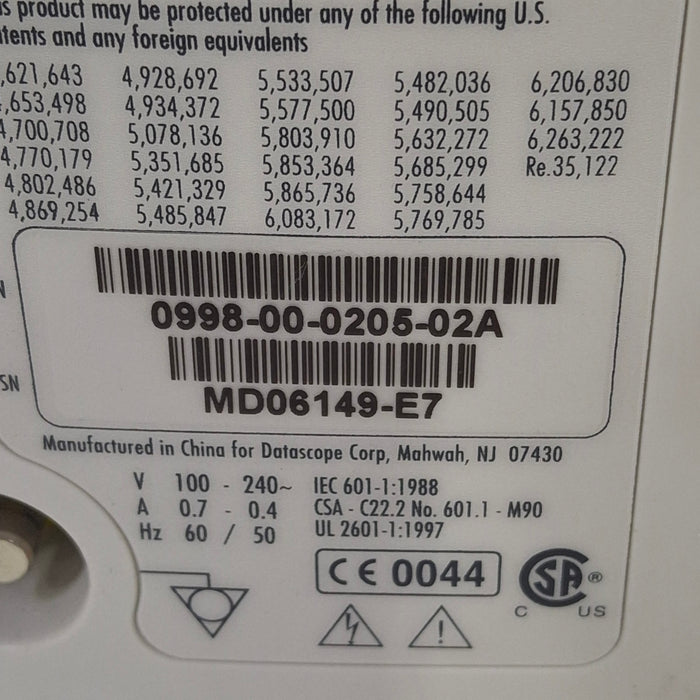 s product may be protected under any of the following U.S.
tents and any foreign equivalents
,621,643 4,928,692 5,533,507 5,482,036 6,206,830
,653,498 4,934,372 5,577,500 5,490,505 6,157,850
4,700,708 5,078,136 5,803,910 5,632,272 6,263,222
4,770,179 5,351,685 5,853,364 5,685,299 Re.35,122
4,802,486 5,421,329 5,865,736 5,758,644
4,869,254 5,485,847 6,083,172 5,769,785
0998-00-0205-02A
SN
MD06149-E7
Manufactured in China for Datascope Corp, Mahwah, NJ 07430
V 100 - 240~ IEC 601-1:1988
A 0.7 - 0.4 CSA - C22.2 No. 601.1 - M90
Hz 60 / 50 UL 2601-1:1997
CE 0044
SA ®
C US